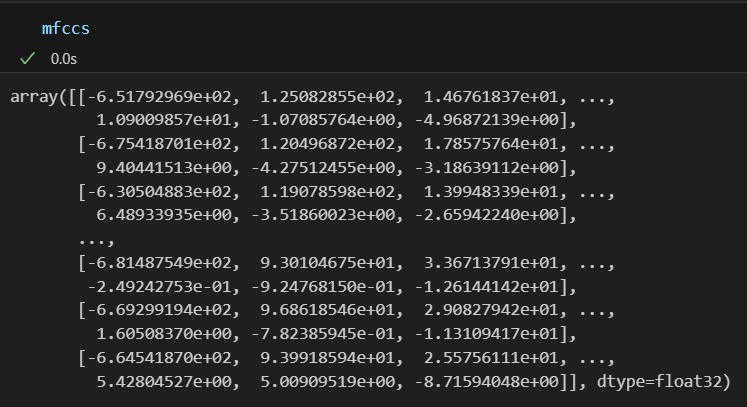 mfccs
0.0s
array([[-6.51792969e+02,  1.25082855e+02,  1.46761837e+01, ...,
         1.09009857e+01, -1.07085764e+00, -4.96872139e+00],
       [-6.75418701e+02,  1.20496872e+02,  1.78575764e+01, ...,
         9.40441513e+00, -4.27512455e+00, -3.18639112e+00],
       [-6.30504883e+02,  1.19078598e+02,  1.39948339e+01, ...,
         6.48933935e+00, -3.51860023e+00, -2.65942240e+00],
       ...,
       [-6.81487549e+02,  9.30104675e+01,  3.36713791e+01, ...,
        -2.49242753e-01, -9.24768150e-01, -1.26144142e+01],
       [-6.69299194e+02,  9.68618546e+01,  2.90827942e+01, ...,
         1.60508370e+00, -7.82385945e-01, -1.13109417e+01],
       [-6.64541870e+02,  9.39918594e+01,  2.55756111e+01, ...,
         5.42804527e+00,  5.00909519e+00, -8.71594048e+00]], dtype=float32)